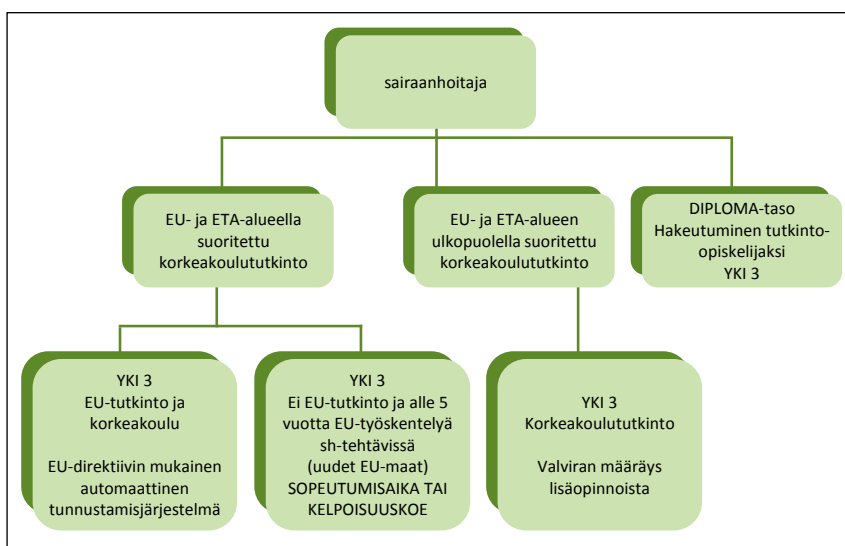 sairaanhoitaja
EU- ja ETA-alueella
suoritettu
korkeakoulututkinto
EU- ja ETA-alueen
ulkopuolella suoritettu
korkeakoulututkinto
DIPLOMA-taso
Hakeutuminen tutkinto-
opiskelijaksi
YKI 3
YKI 3
EU-tutkinto ja
korkeakoulu
EU-direktiivin mukainen
automaattinen
tunnustamisjärjestelmä
YKI 3
Ei EU-tutkinto ja alle 5
vuotta EU-työskentelyä
sh-tehtävissä
(uudet EU-maat)
SOPEUTUMISAIKA TAI
KELPOISUUSKOE
YKI 3
Korkeakoulututkinto
Valviran määräys
lisäopinnoista